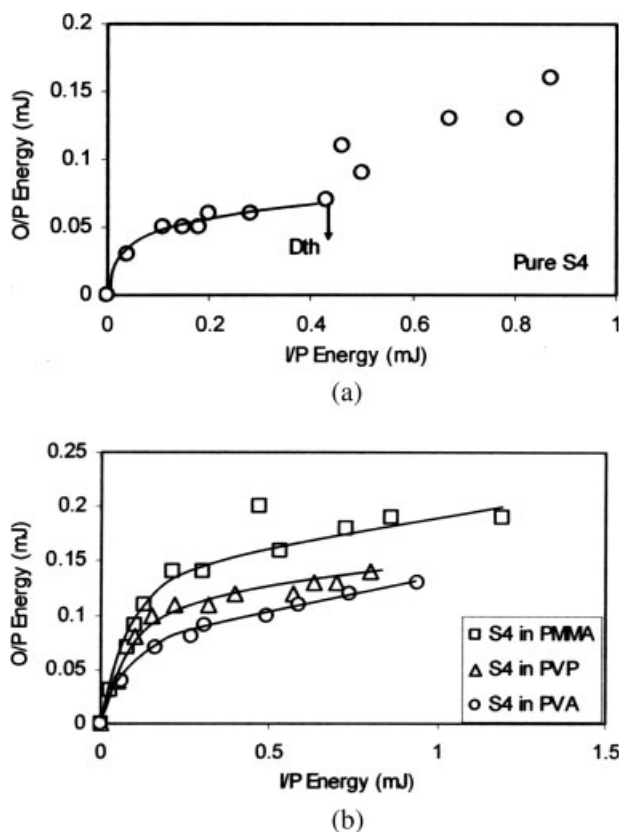 0.2
0.15
0.1
0.05
0
O/P Energy (mJ)
Dth
Pure S4
0 0.2 0.4 0.6 0.8 1
I/P Energy (mJ)
(a)
0.25
0.2
0.15
0.1
0.05
0
O/P Energy (mJ)
S4 in PMMA
S4 in PVP
S4 in PVA
0 0.5 1 1.5
I/P Energy (mJ)
(b)